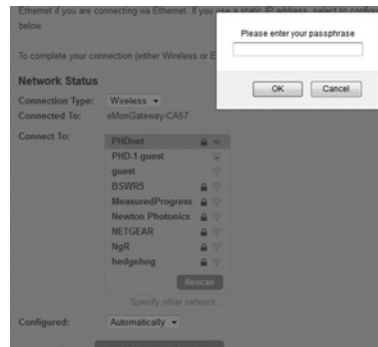 Ethernet if you are connecting via Ethernet. If you use a static IP address, select to config
below.
Please enter your passphrase
OK Cancel
To complete your connection (either Wireless or E
Network Status
Connection Type: Wireless
Connected To: eMonGateway-CA57
Connect To:
PHDnet
PHD-1-guest
guest
BSWR5
MeasuredProgress
Newton Photonics
NETGEAR
NgR
hedgehog
Rescan
Specify other network...
Configured: Automatically